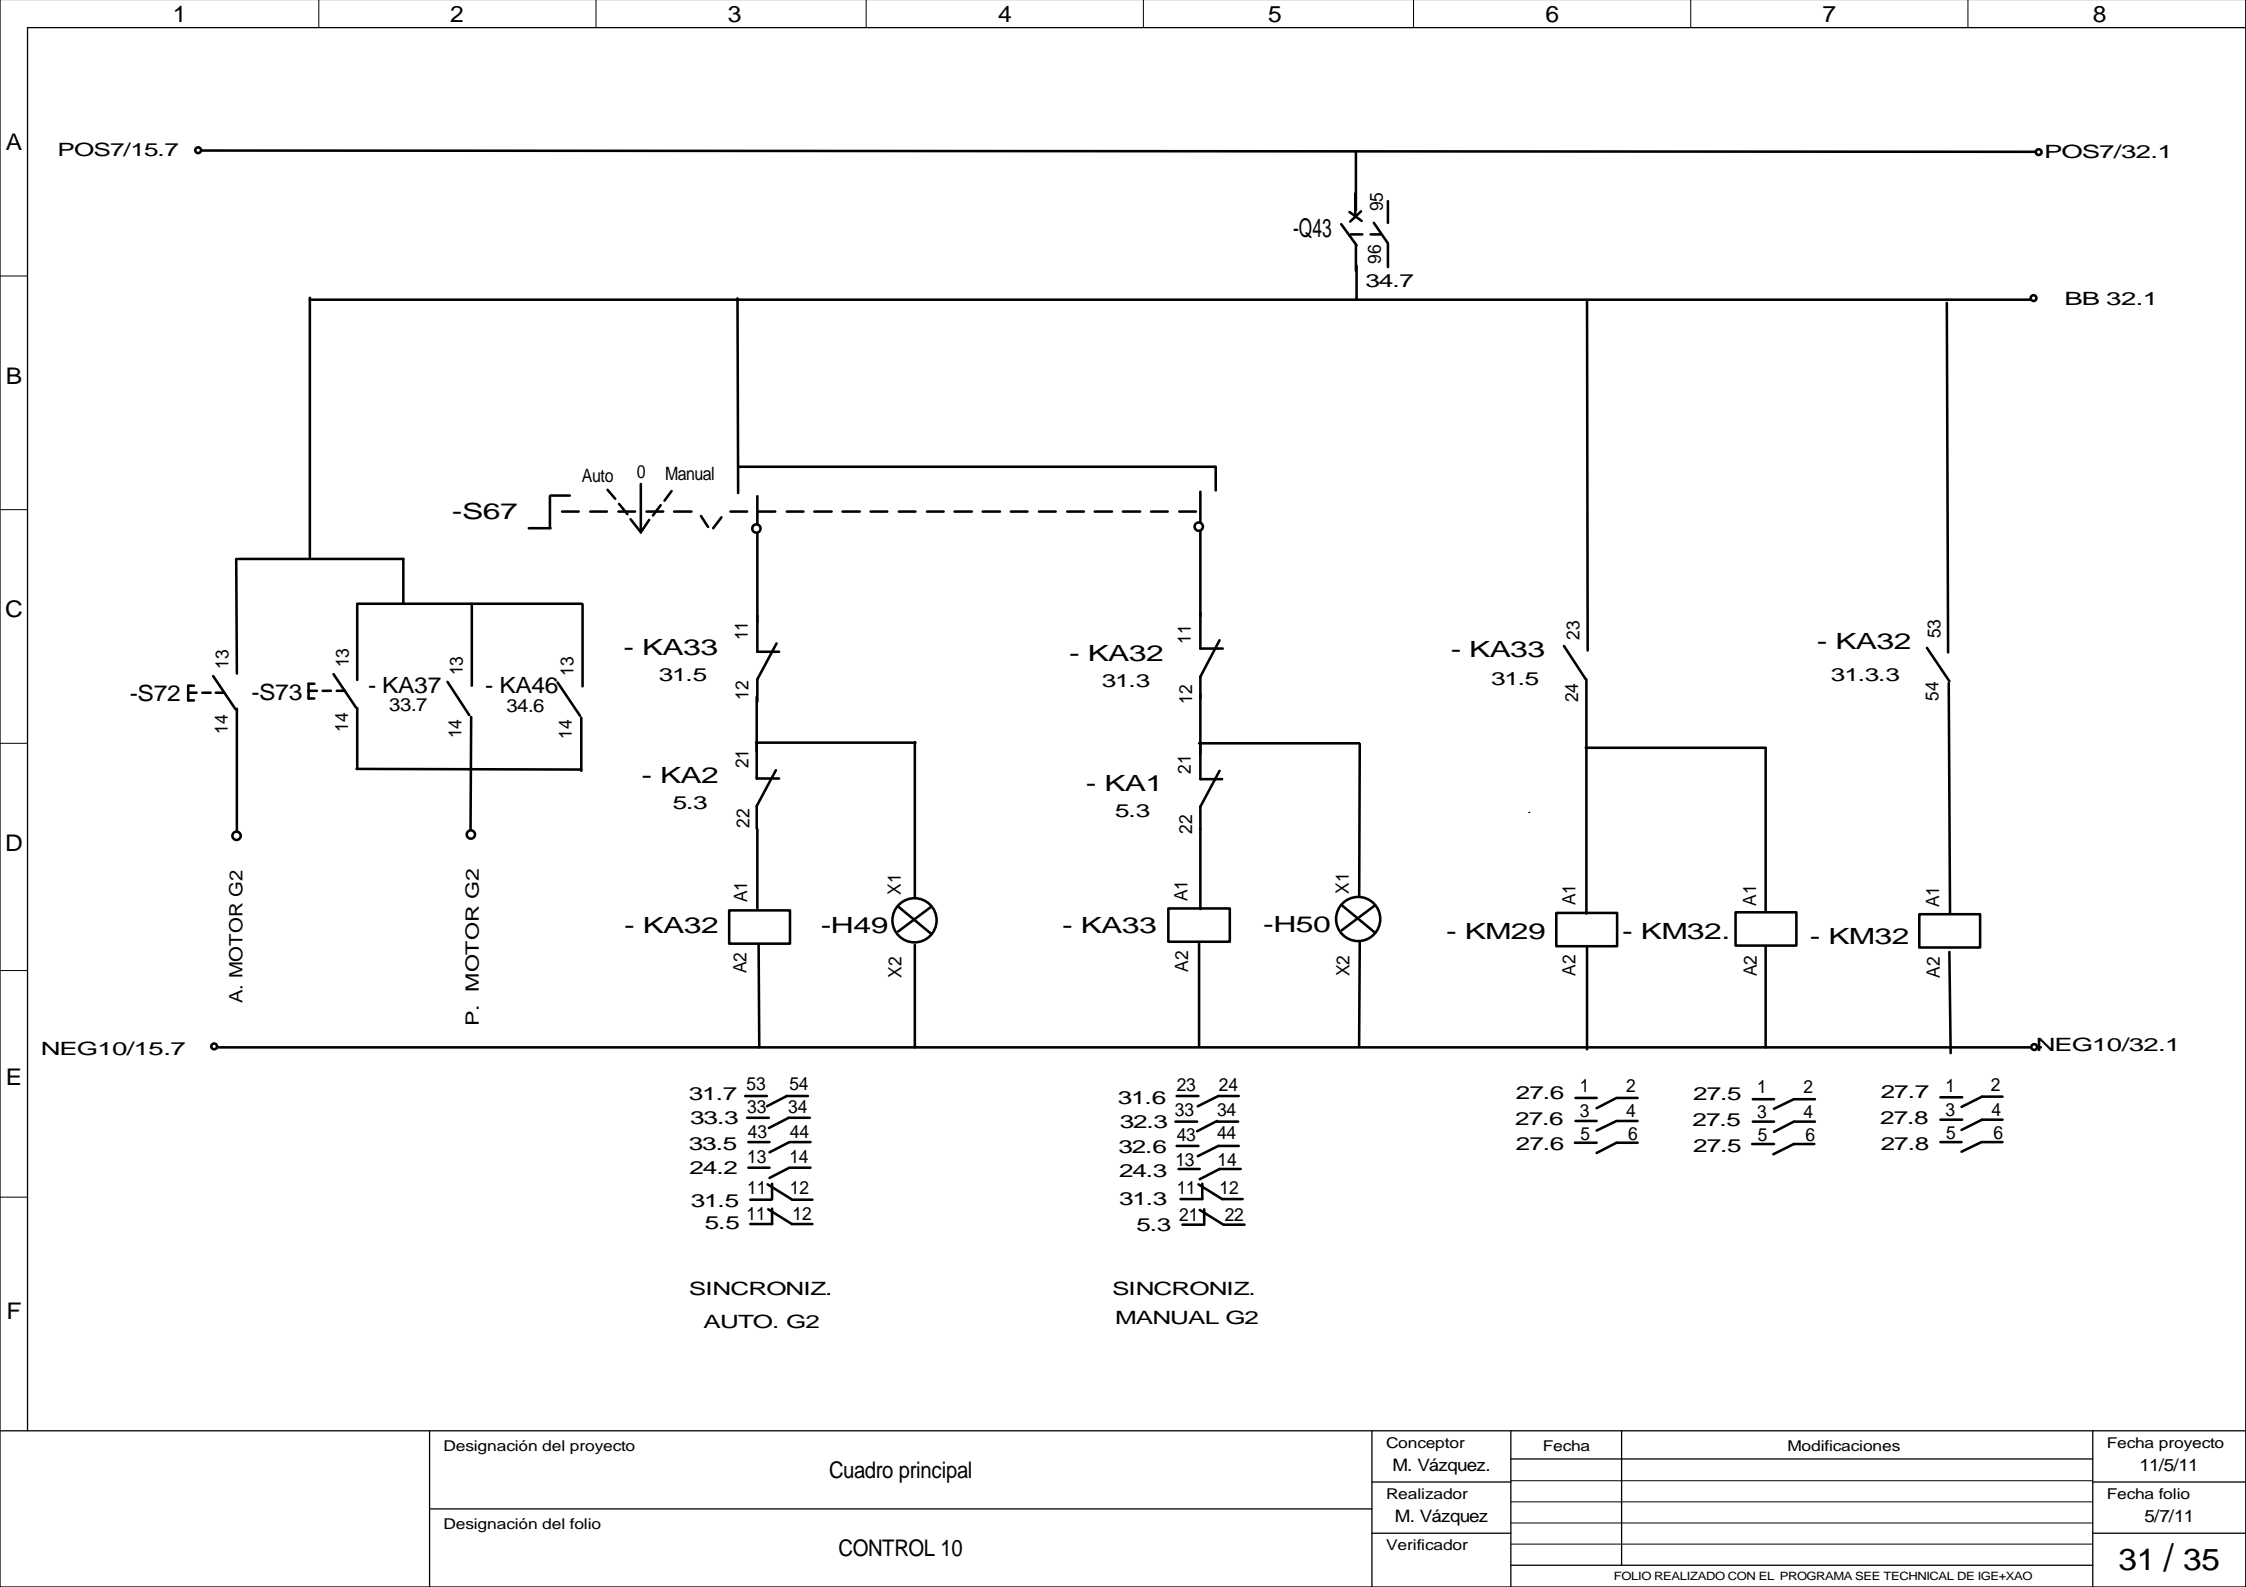 1 2 3 4 5 6 7 8
A
POS7/15.7
POS7/32.1
-Q43
95
96
34.7
BB 32.1
B
Auto 0 Manual
-S67
C
-S72
13
14
-S73
13
14
- KA37
33.7
13
14
- KA46
34.6
13
14
- KA33
31.5
11
12
- KA32
31.3
11
12
- KA33
31.5
23
24
- KA32
31.3.3
53
54
D
- KA2
5.3
21
22
- KA1
5.3
21
22
A. MOTOR G2
P. MOTOR G2
- KA32
A1
A2
-H49
X1
X2
- KA33
A1
A2
-H50
X1
X2
- KM29
A1
A2
- KM32.
A1
A2
- KM32
A1
A2
NEG10/15.7
NEG10/32.1
E
31.7 53 54
33.3 33 34
33.5 43 44
24.2 13 14
31.5 11 12
5.5 11 12
31.6 23 24
32.3 33 34
32.6 43 44
24.3 13 14
31.3 11 12
5.3 21 22
27.6 1 2
27.6 3 4
27.6 5 6
27.5 1 2
27.5 3 4
27.5 5 6
27.7 1 2
27.8 3 4
27.8 5 6
F
SINCRONIZ.
AUTO. G2
SINCRONIZ.
MANUAL G2
Designación del proyecto
Cuadro principal
Designación del folio
CONTROL 10
Conceptor
M. Vázquez.
Realizador
M. Vázquez
Verificador
Fecha
Modificaciones
FOLIO REALIZADO CON EL PROGRAMA SEE TECHNICAL DE IGE+XAO
Fecha proyecto
11/5/11
Fecha folio
5/7/11
31 / 35